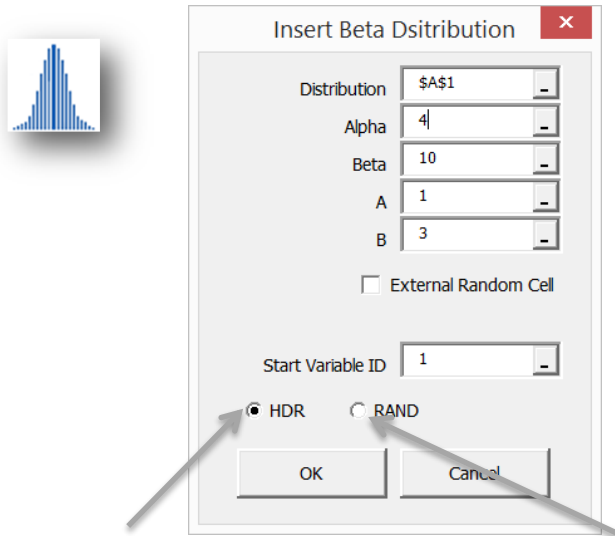 Insert Beta Dsitribution
x
Distribution $A$1
Alpha 4
Beta 10
A 1
B 3
External Random Cell
Start Variable ID 1
HDR RAND
OK Cancel